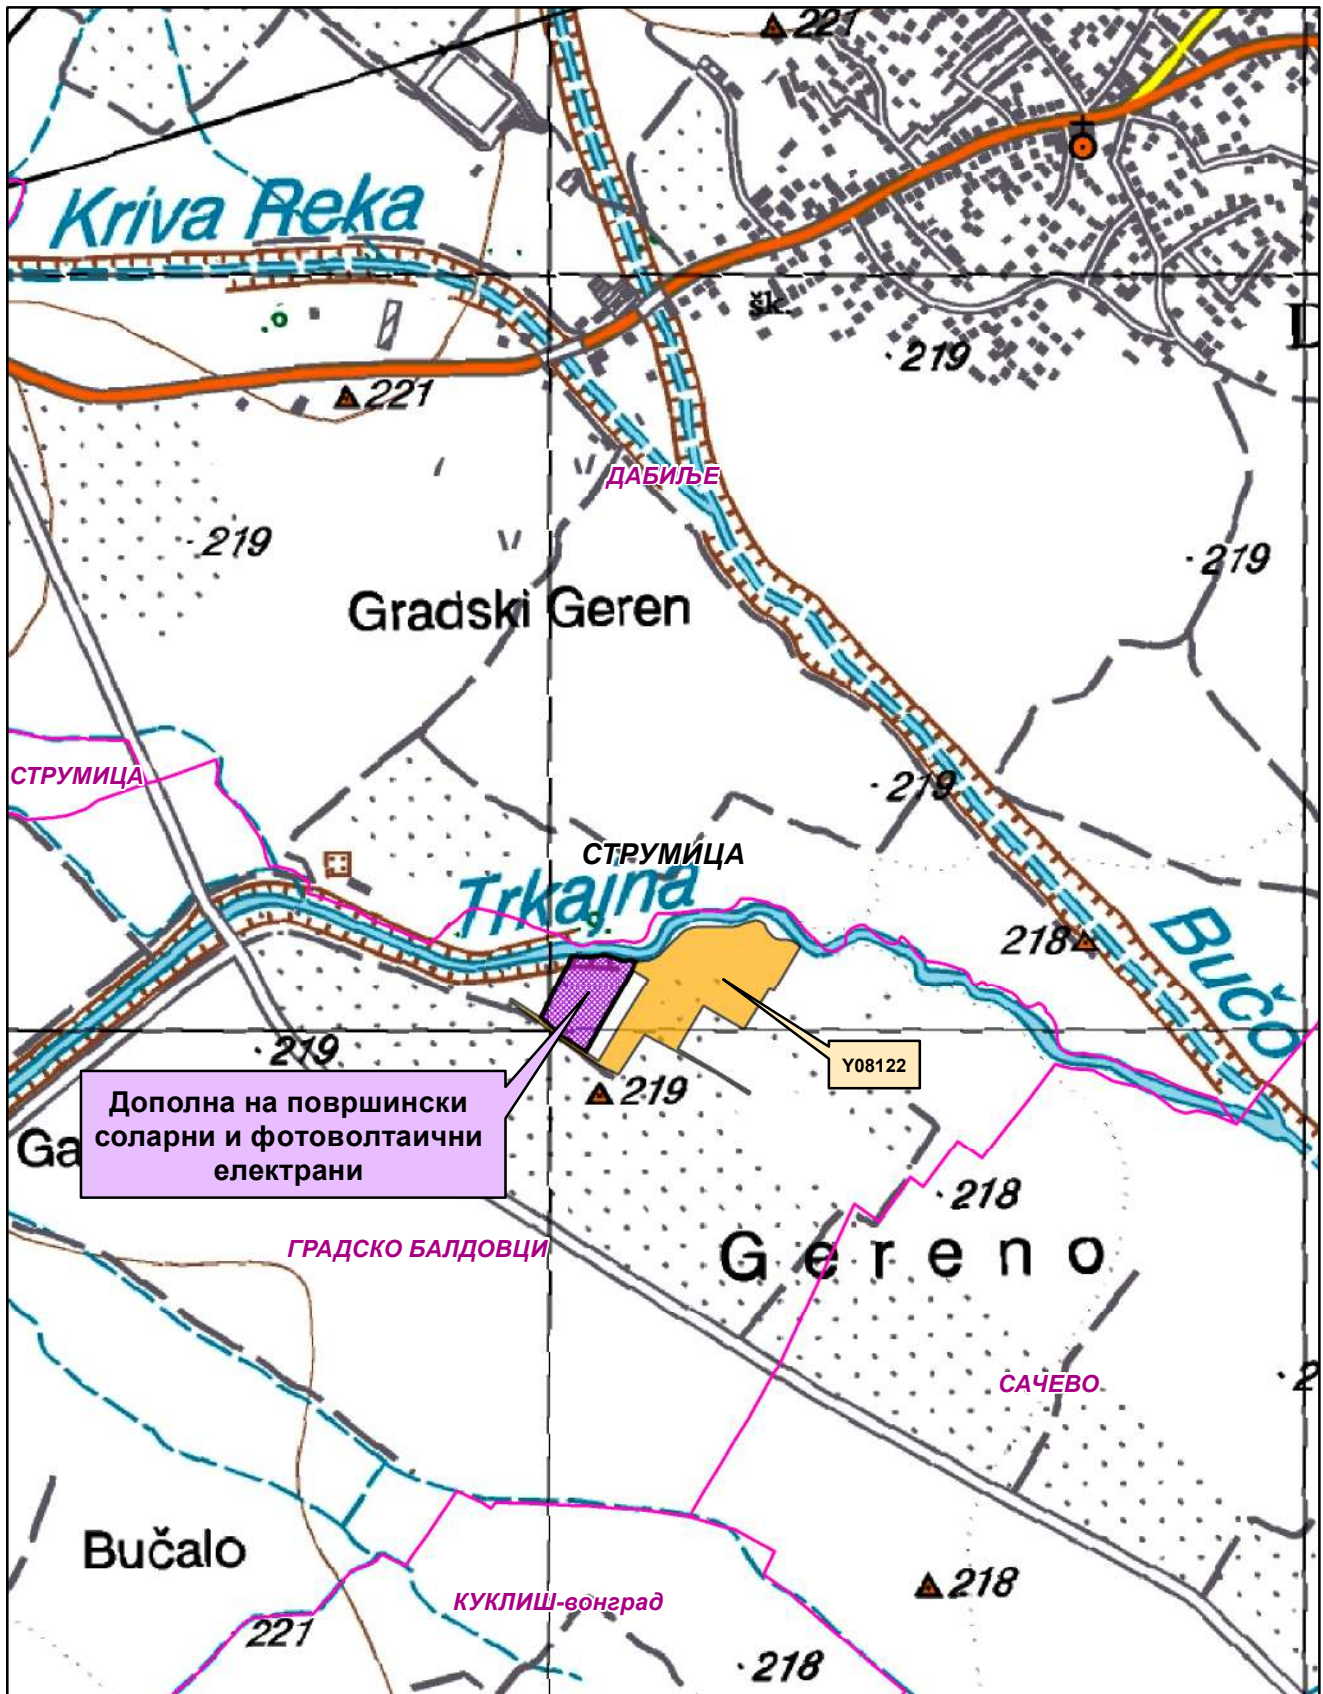 221
Kriva Reka
šk.
219
221
ДАБИЉЕ
219
219
Gradski Geren
СТРУМИЦА
219
СТРУМИЦА
Trkajna
218
Bučo
219
Y08122
219
Дополна на површински
соларни и фотоволтаични
електрани
Ga
218
ГРАДСКО БАЛДОВЦИ
Gereno
САЧЕВО
2
Bučalo
218
КУКЛИШ-вонград
221
218